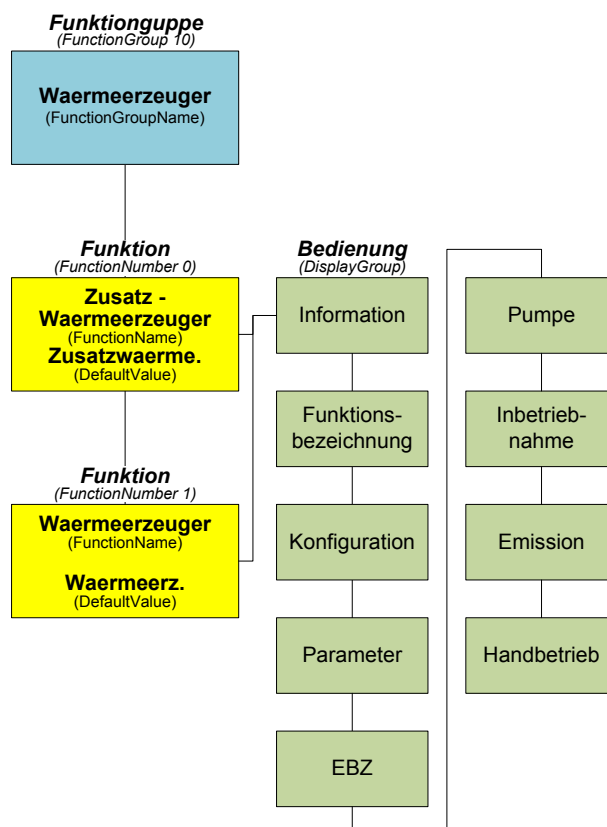 Funktionguppe
(FunctionGroup 10)
Waermeerzeuger
(FunctionGroupName)
Funktion
(FunctionNumber 0)
Zusatz -
Waermeerzeuger
(FunctionName)
Zusatzwaerme.
(DefaultValue)
Funktion
(FunctionNumber 1)
Waermeerzeuger
(FunctionName)
Waermeerz.
(DefaultValue)
Bedienung
(DisplayGroup)
Information
Funktions-
bezeichnung
Konfiguration
Parameter
EBZ
Pumpe
Inbetrieb-
nahme
Emission
Handbetrieb